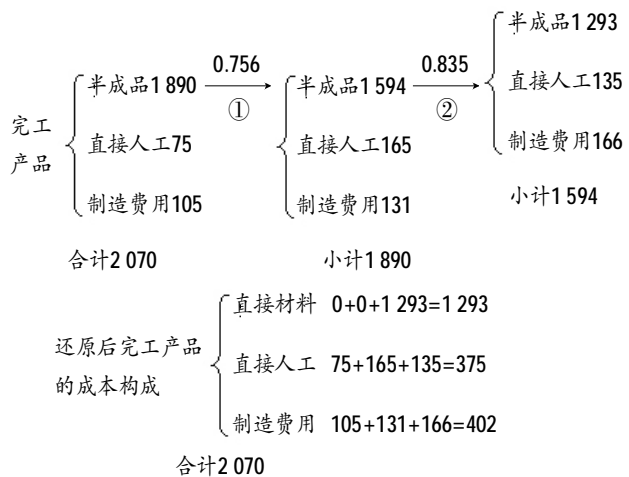 完工产品
半成品1 890
直接人工75
制造费用105
合计2 070
0.756
①
半成品1 594
直接人工165
制造费用131
小计1 890
0.835
②
半成品1 293
直接人工135
制造费用166
小计1 594
还原后完工产品
的成本构成
直接材料 0+0+1 293=1 293
直接人工 75+165+135=375
制造费用 105+131+166=402
合计2 070